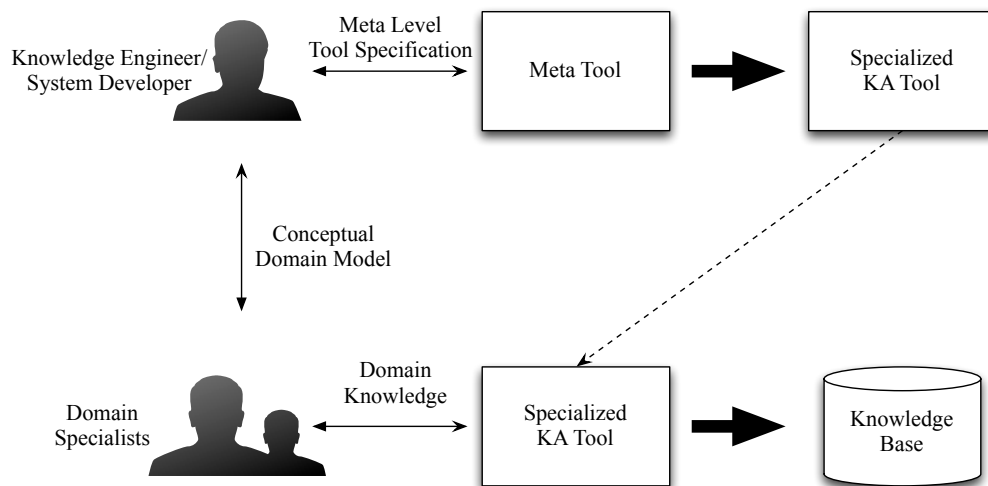 Knowledge Engineer/
System Developer
Meta Level
Tool Specification
Meta Tool
Specialized
KA Tool
Conceptual
Domain Model
Domain
Specialists
Domain
Knowledge
Specialized
KA Tool
Knowledge
Base